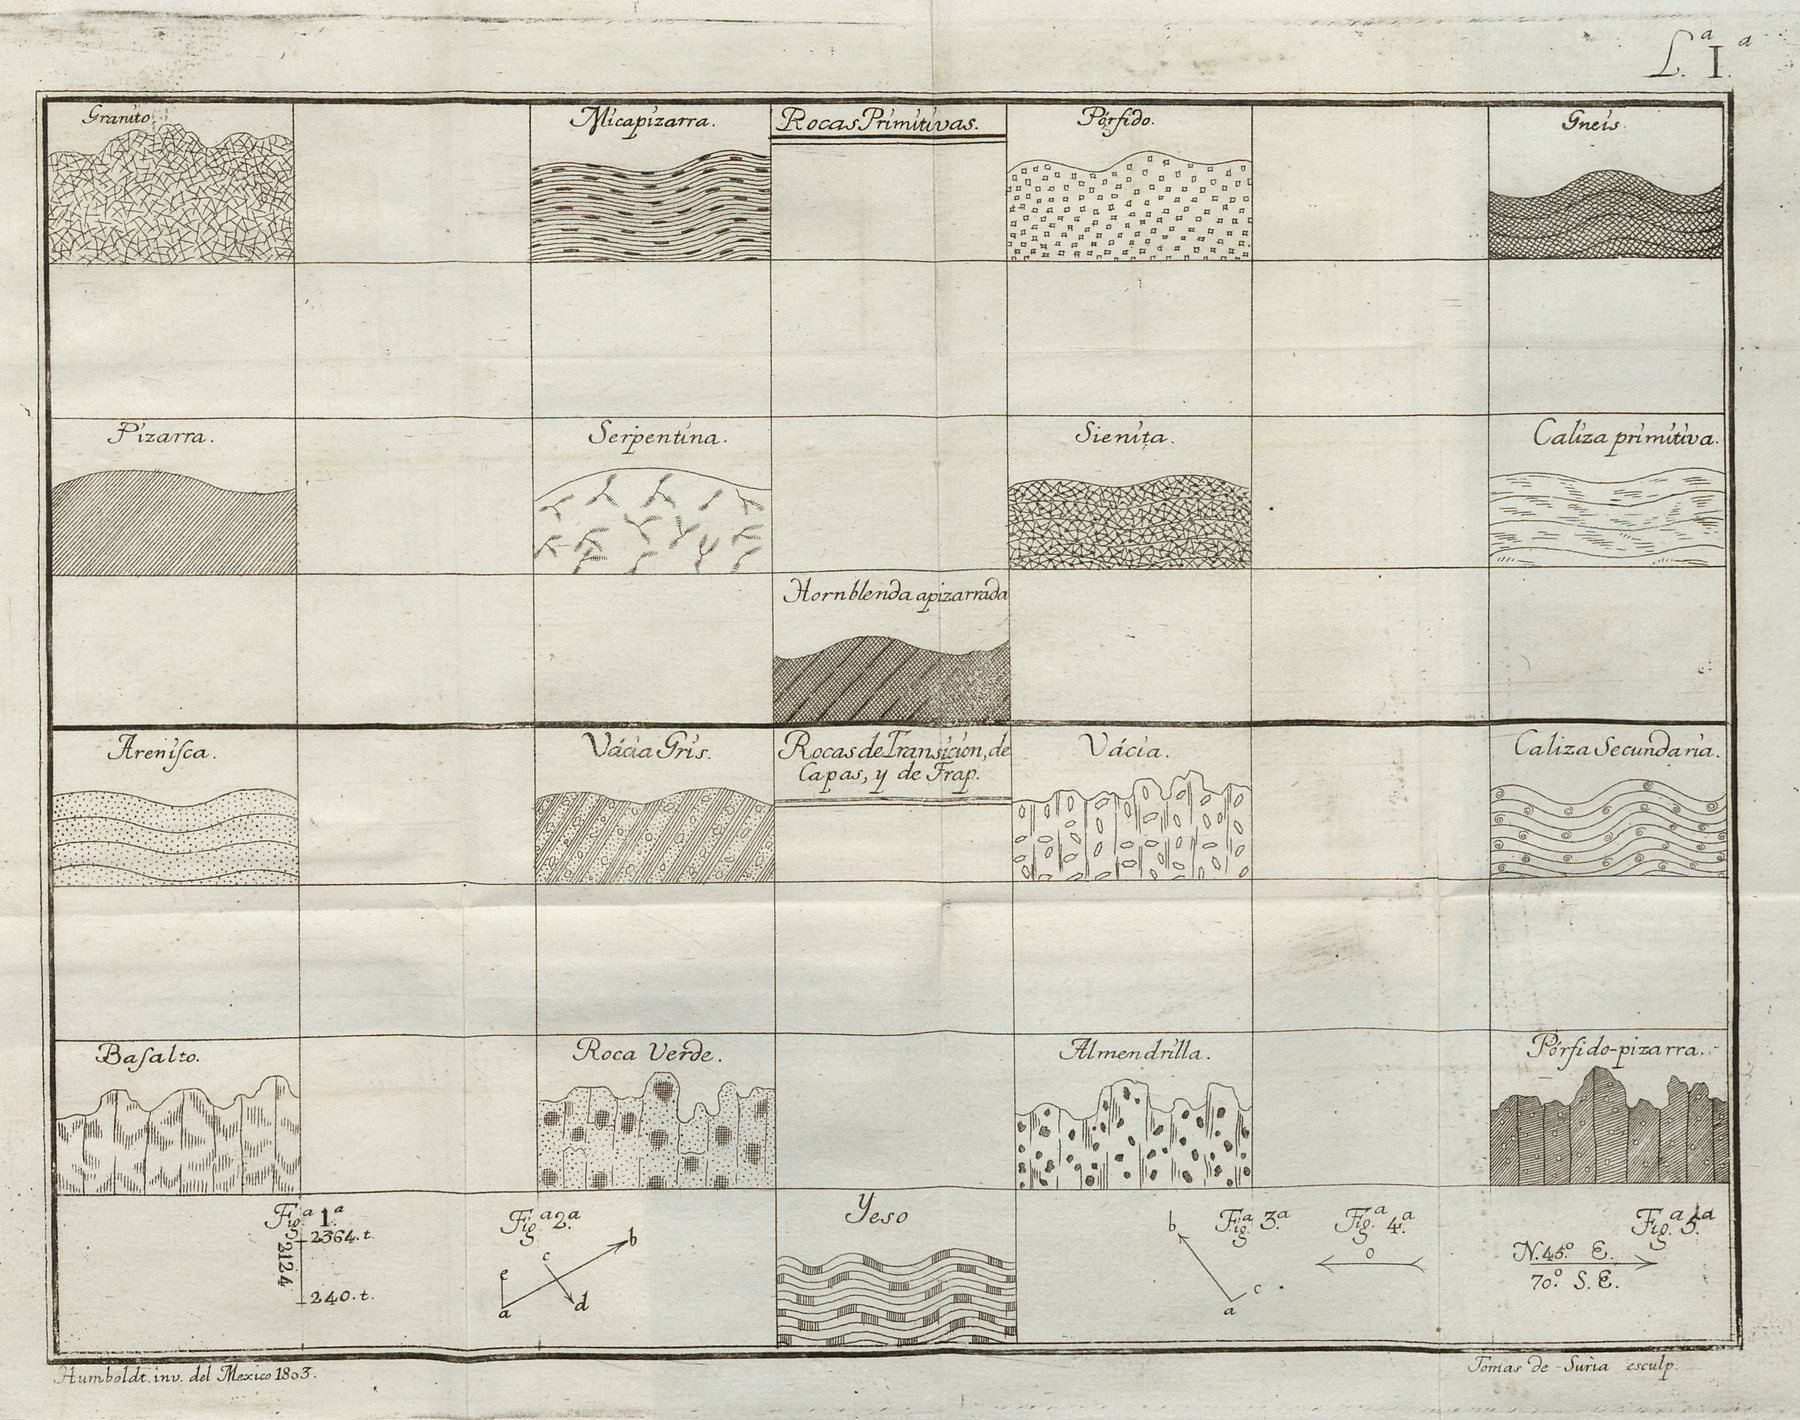 L.ª I.ª
Granito.
Micapizarra.
Rocas Primitivas.
Pórfido.
Gneis.
Pizarra.
Serpentina.
Sienita.
Caliza primitiva.
Hornblenda apizarrada
Areniſca.
Vácia Gris.
Rocas de Transicion, de
Capas, y de Trap.
Vácia.
Caliza Secundaria.
Baſalto.
Roca Verde.
Almendrilla.
Pórfido-pizarra.
Fig.ª 1.ª
2364. t.
2124
240. t.
Fig.ª 2.ª
b
c
e
a
d
Yeso
b
Fig.ª 3.ª
c
a
Fig.ª 4.ª
o
Fig.ª 5.ª
N. 45.º E.
70.º S. E.
Humboldt. inv. del Mexico 1803.
Tomas de Suria esculp.